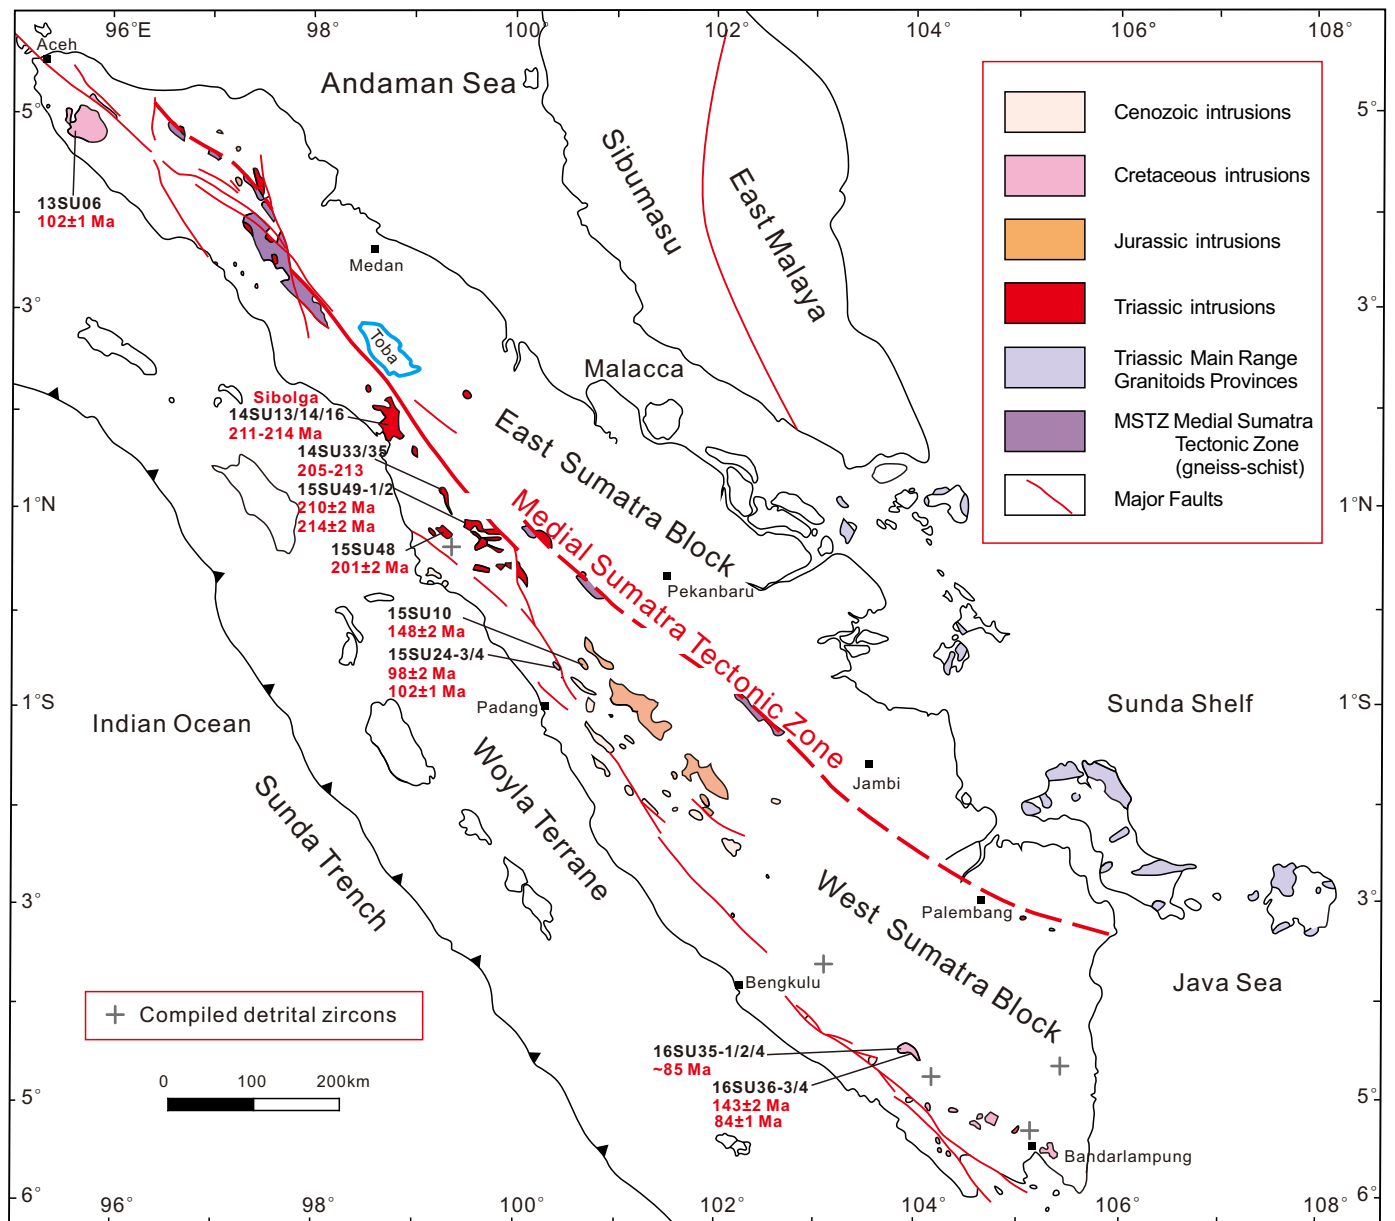 96°E
98°
100°
102°
104°
106°
108°
Aceh
Andaman Sea
5°
5°
Cenozoic intrusions
Cretaceous intrusions
Jurassic intrusions
Triassic intrusions
Triassic Main Range
Granitoids Provinces
MSTZ Medial Sumatra
Tectonic Zone
(gneiss-schist)
Major Faults
Sibumasu
East Malaya
13SU06
102±1 Ma
Medan
3°
3°
Toba
Malacca
Sibolga
14SU13/14/16
211-214 Ma
East Sumatra Block
14SU33/35
205-213
15SU49-1/2
210±2 Ma
214±2 Ma
1°N
1°N
Medial Sumatra Tectonic Zone
15SU48
201±2 Ma
Pekanbaru
15SU10
148±2 Ma
15SU24-3/4
98±2 Ma
102±1 Ma
1°S
1°S
Padang
Sunda Shelf
Indian Ocean
Woyla Terrane
Jambi
Sunda Trench
3°
3°
West Sumatra Block
Palembang
Bengkulu
Java Sea
Compiled detrital zircons
16SU35-1/2/4
~85 Ma
16SU36-3/4
143±2 Ma
84±1 Ma
0
100
200km
5°
5°
Bandarlampung
6°
6°
96°
98°
100°
102°
104°
106°
108°